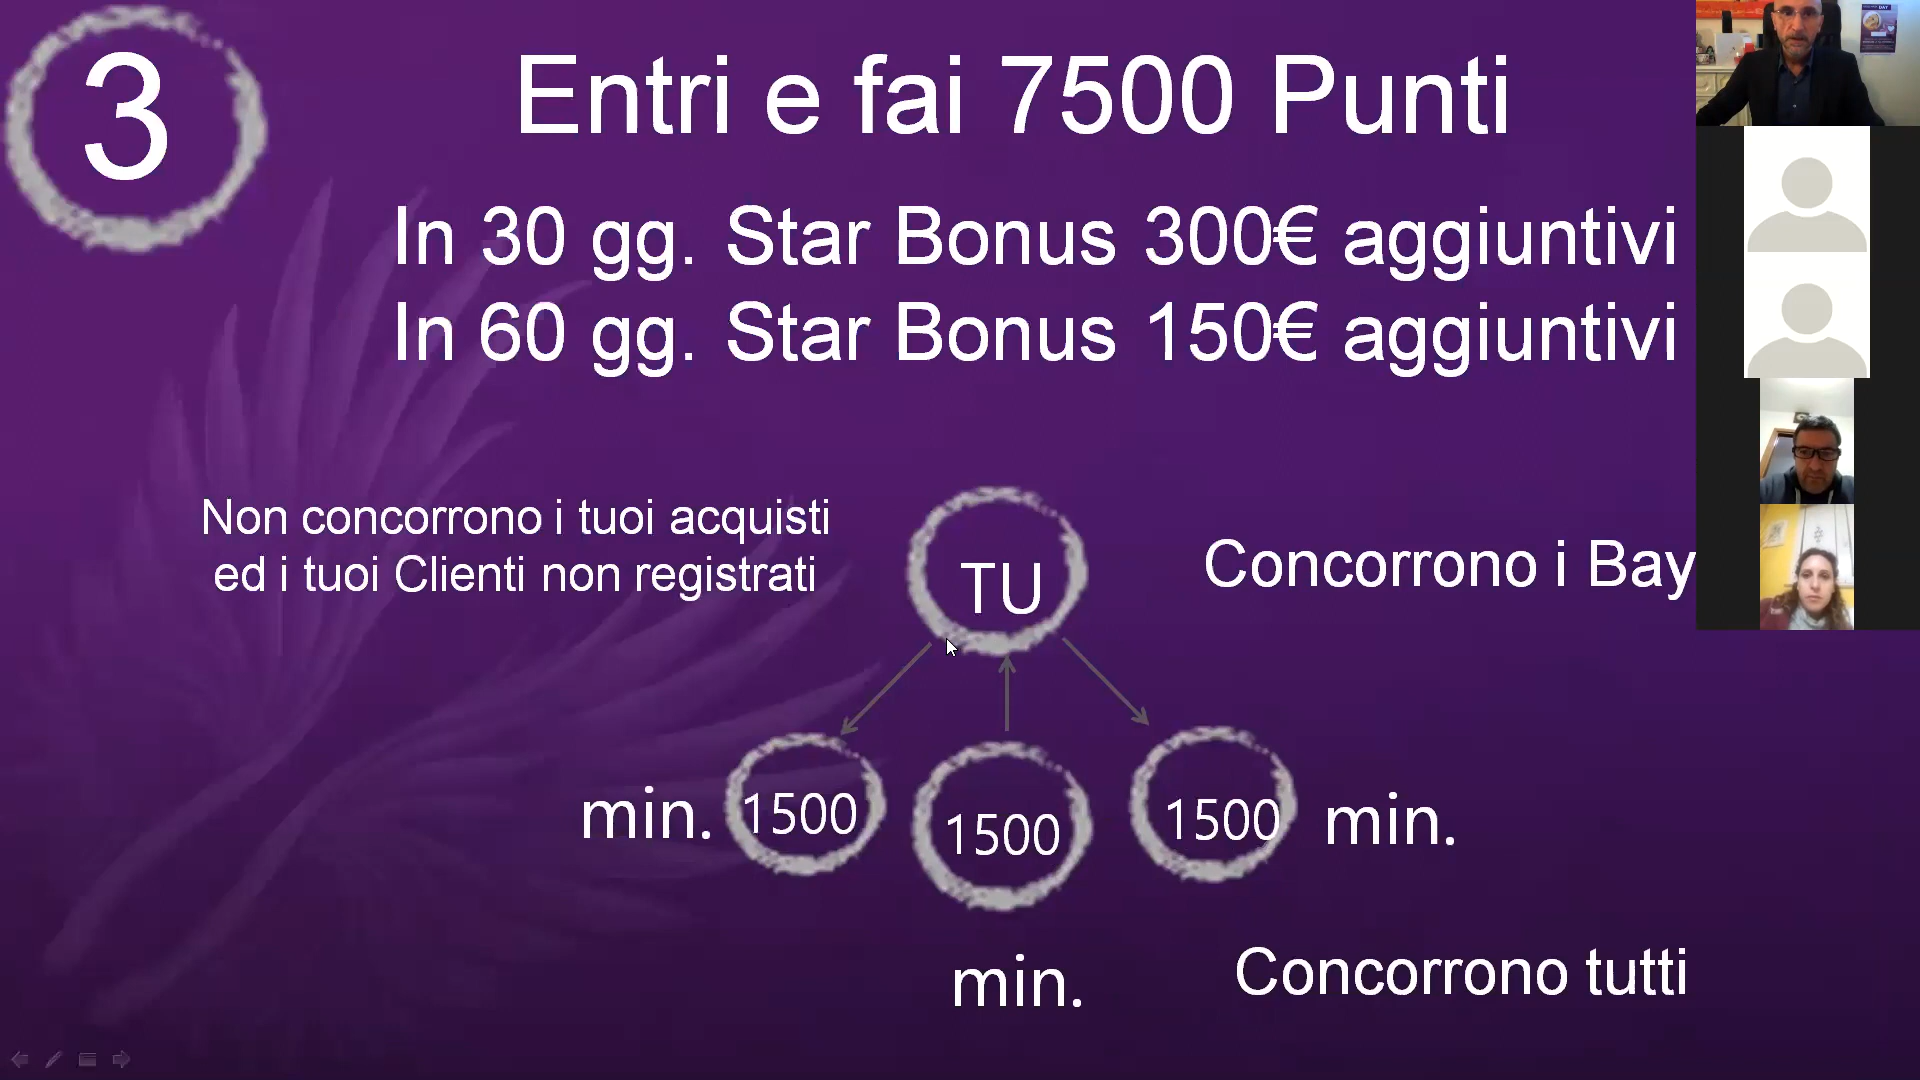 3
Entri e fai 7500 Punti
In 30 gg. Star Bonus 300€ aggiuntivi
In 60 gg. Star Bonus 150€ aggiuntivi
Non concorrono i tuoi acquisti
ed i tuoi Clienti non registrati
TU
Concorrono i Bay
min. 1500
1500
1500 min.
min.
Concorrono tutti
DAY